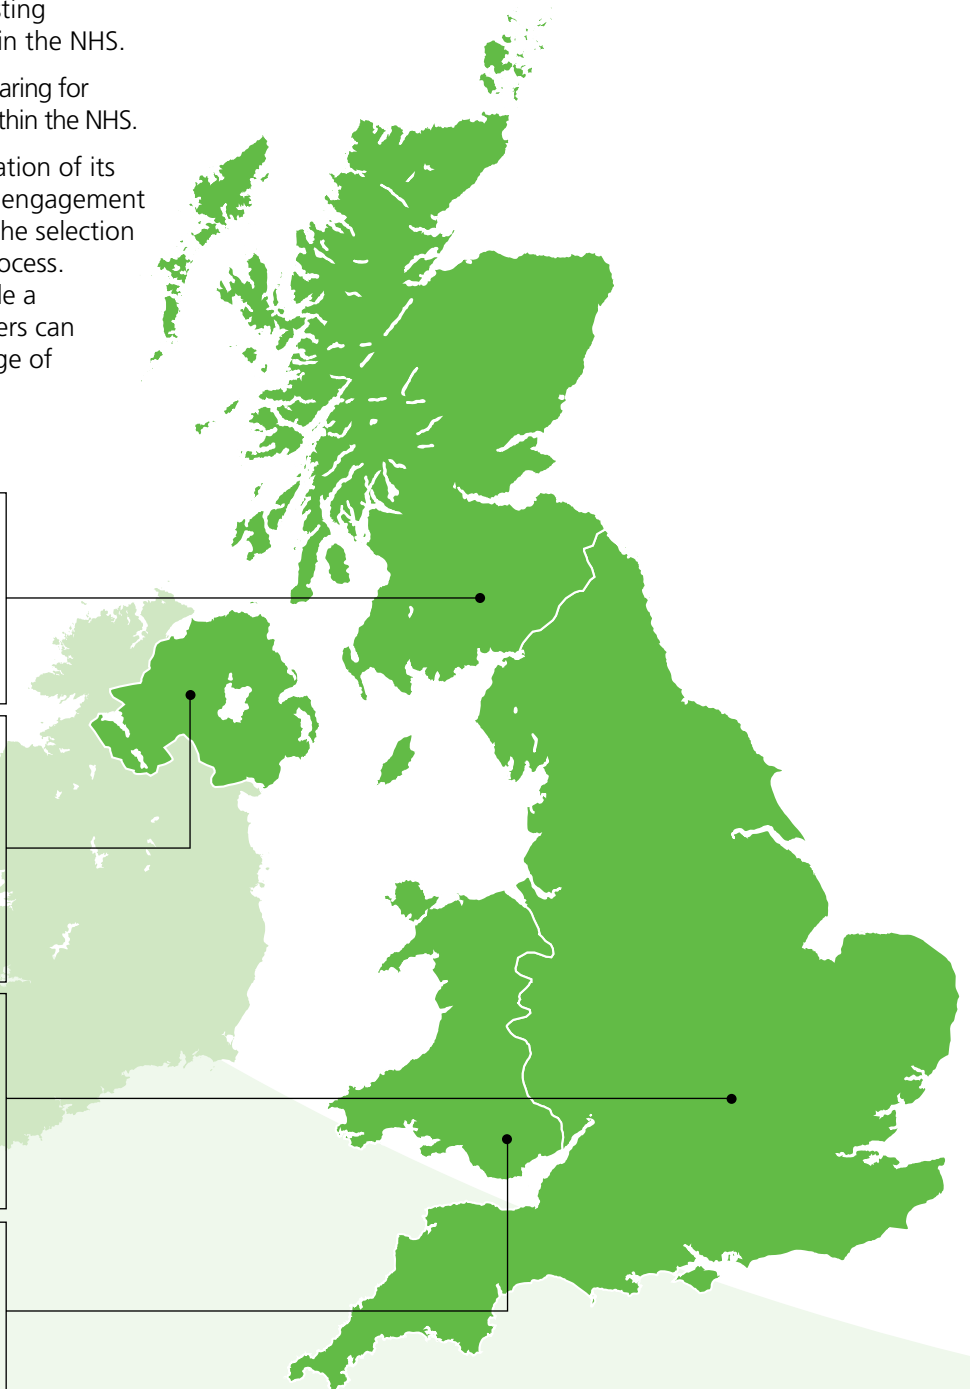 sting
in the NHS.
aring for
thin the NHS.
ation of its
engagement
he selection
ocess.
le a
ers can
ge of